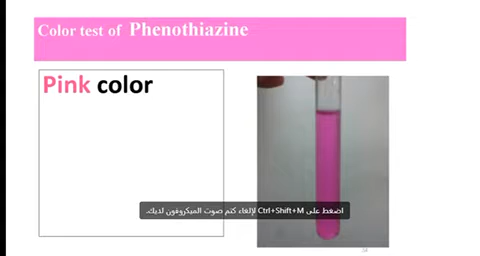 Color test of Phenothiazine
Pink color
اضغط على Ctrl+Shift+M لإلغاء كتم صوت الميكروفون لديك.